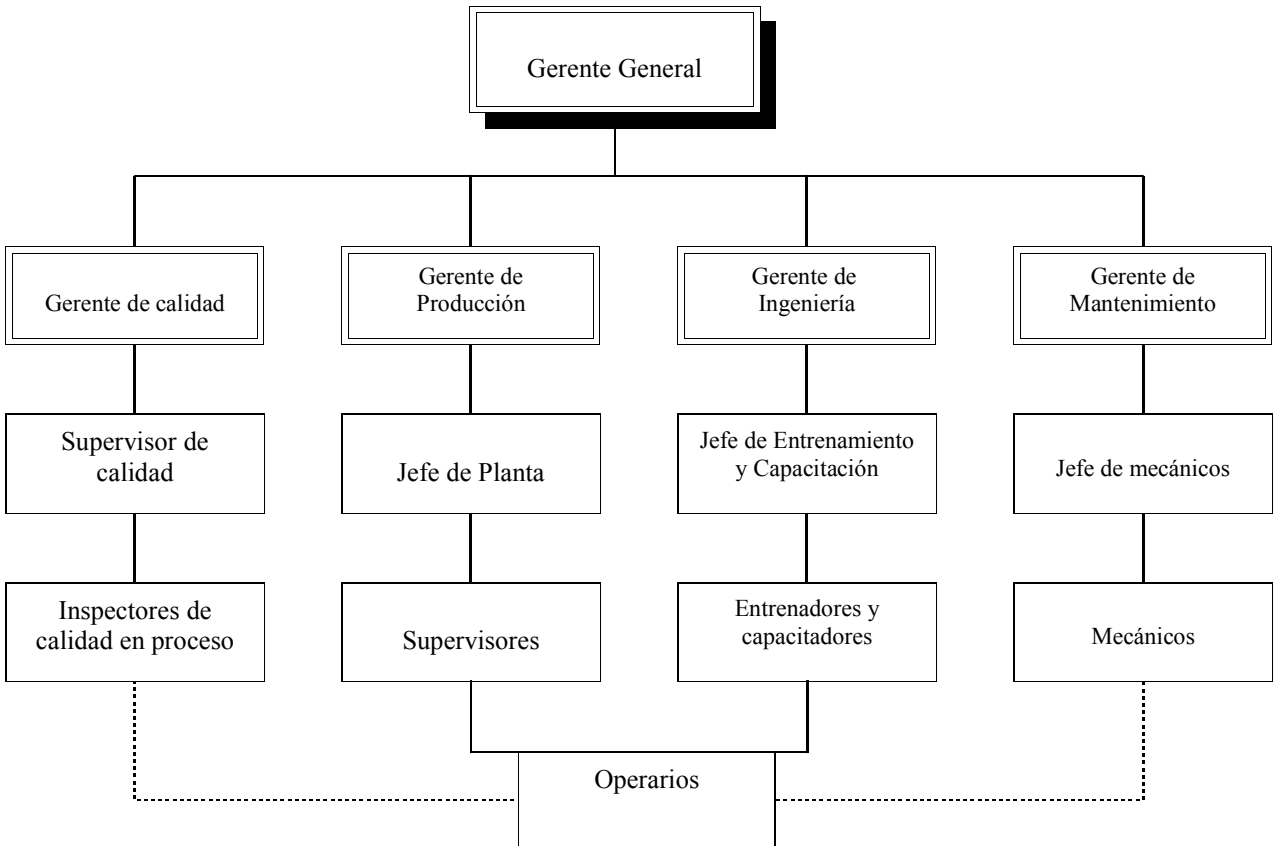 Gerente General
Gerente de calidad
Gerente de
Producción
Gerente de
Ingeniería
Gerente de
Mantenimiento
Supervisor de
calidad
Jefe de Planta
Jefe de Entrenamiento
y Capacitación
Jefe de mecánicos
Inspectores de
calidad en proceso
Supervisores
Entrenadores y
capacitadores
Mecánicos
Operarios